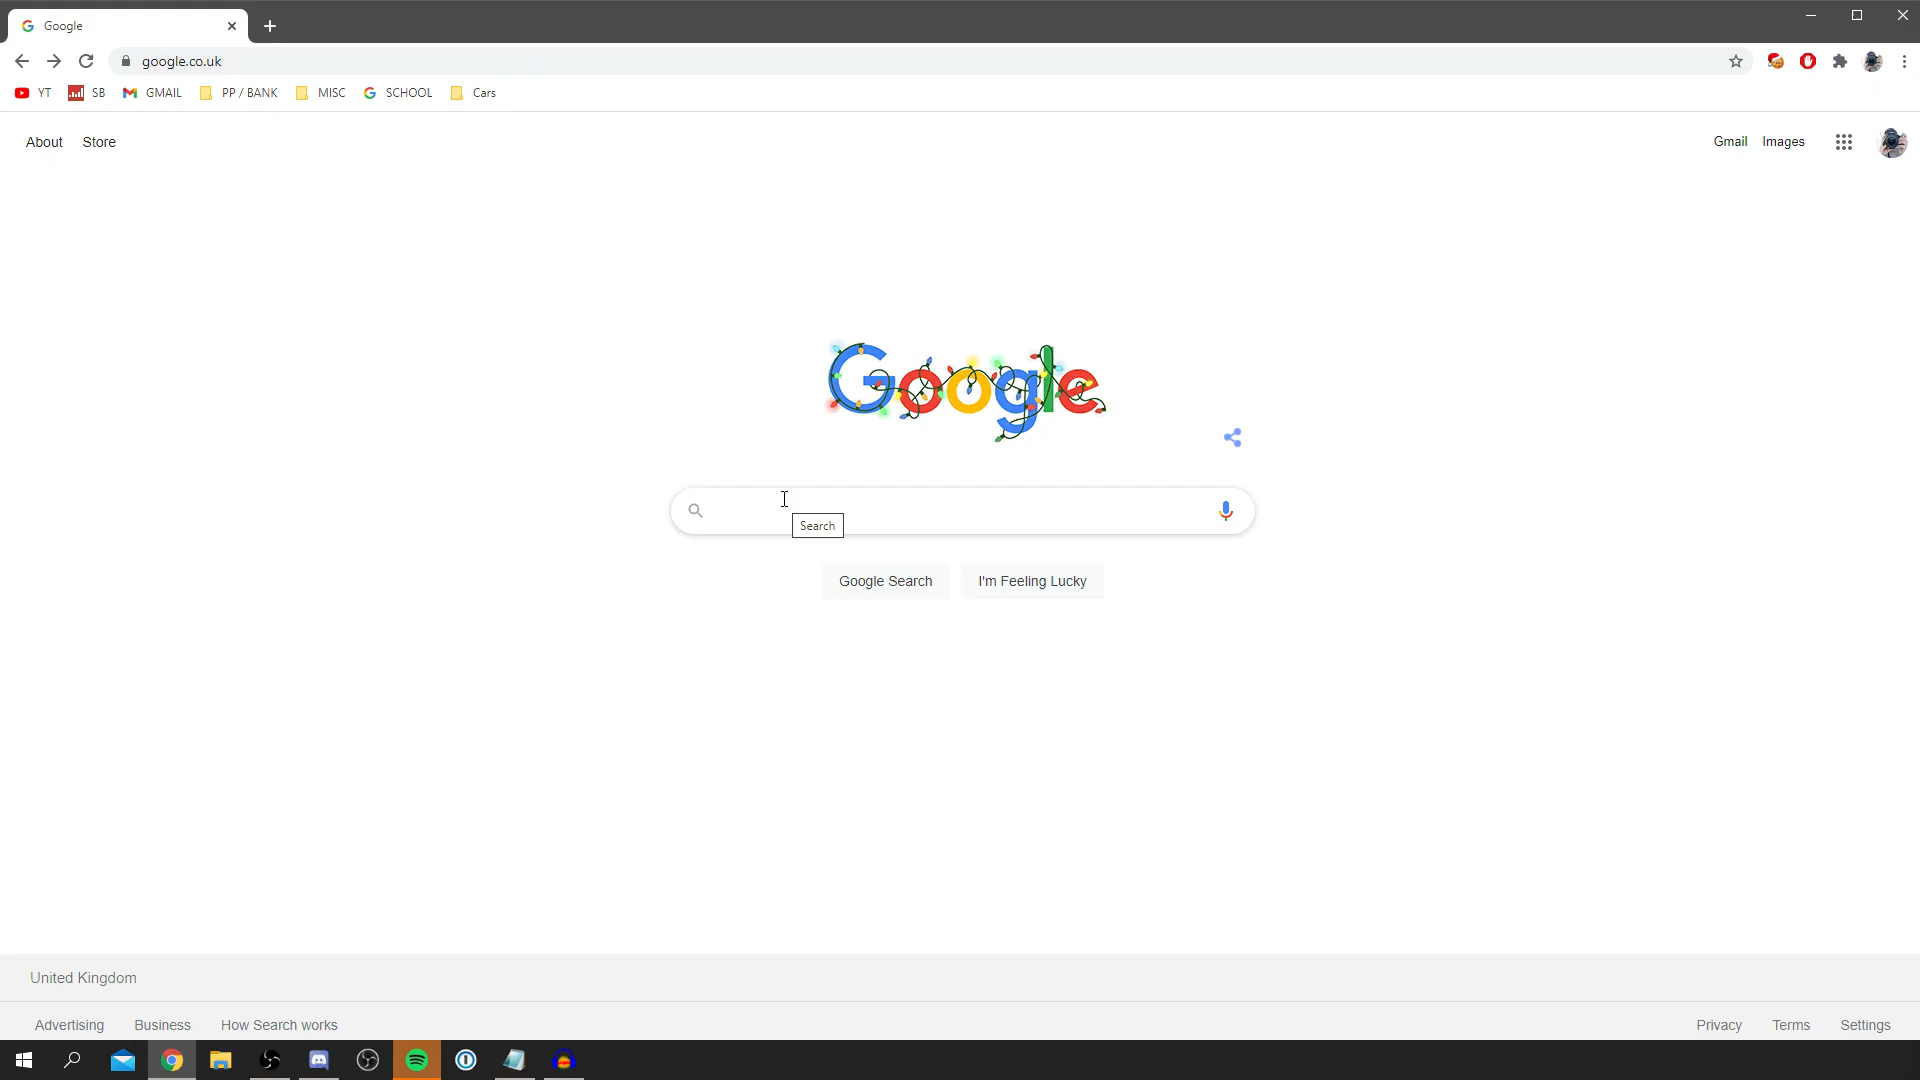 Google
google.co.uk
YT SB GMAIL PP / BANK MISC SCHOOL Cars
About Store
Gmail Images
Google
Search
Google Search I'm Feeling Lucky
United Kingdom
Advertising Business How Search works
Privacy Terms Settings